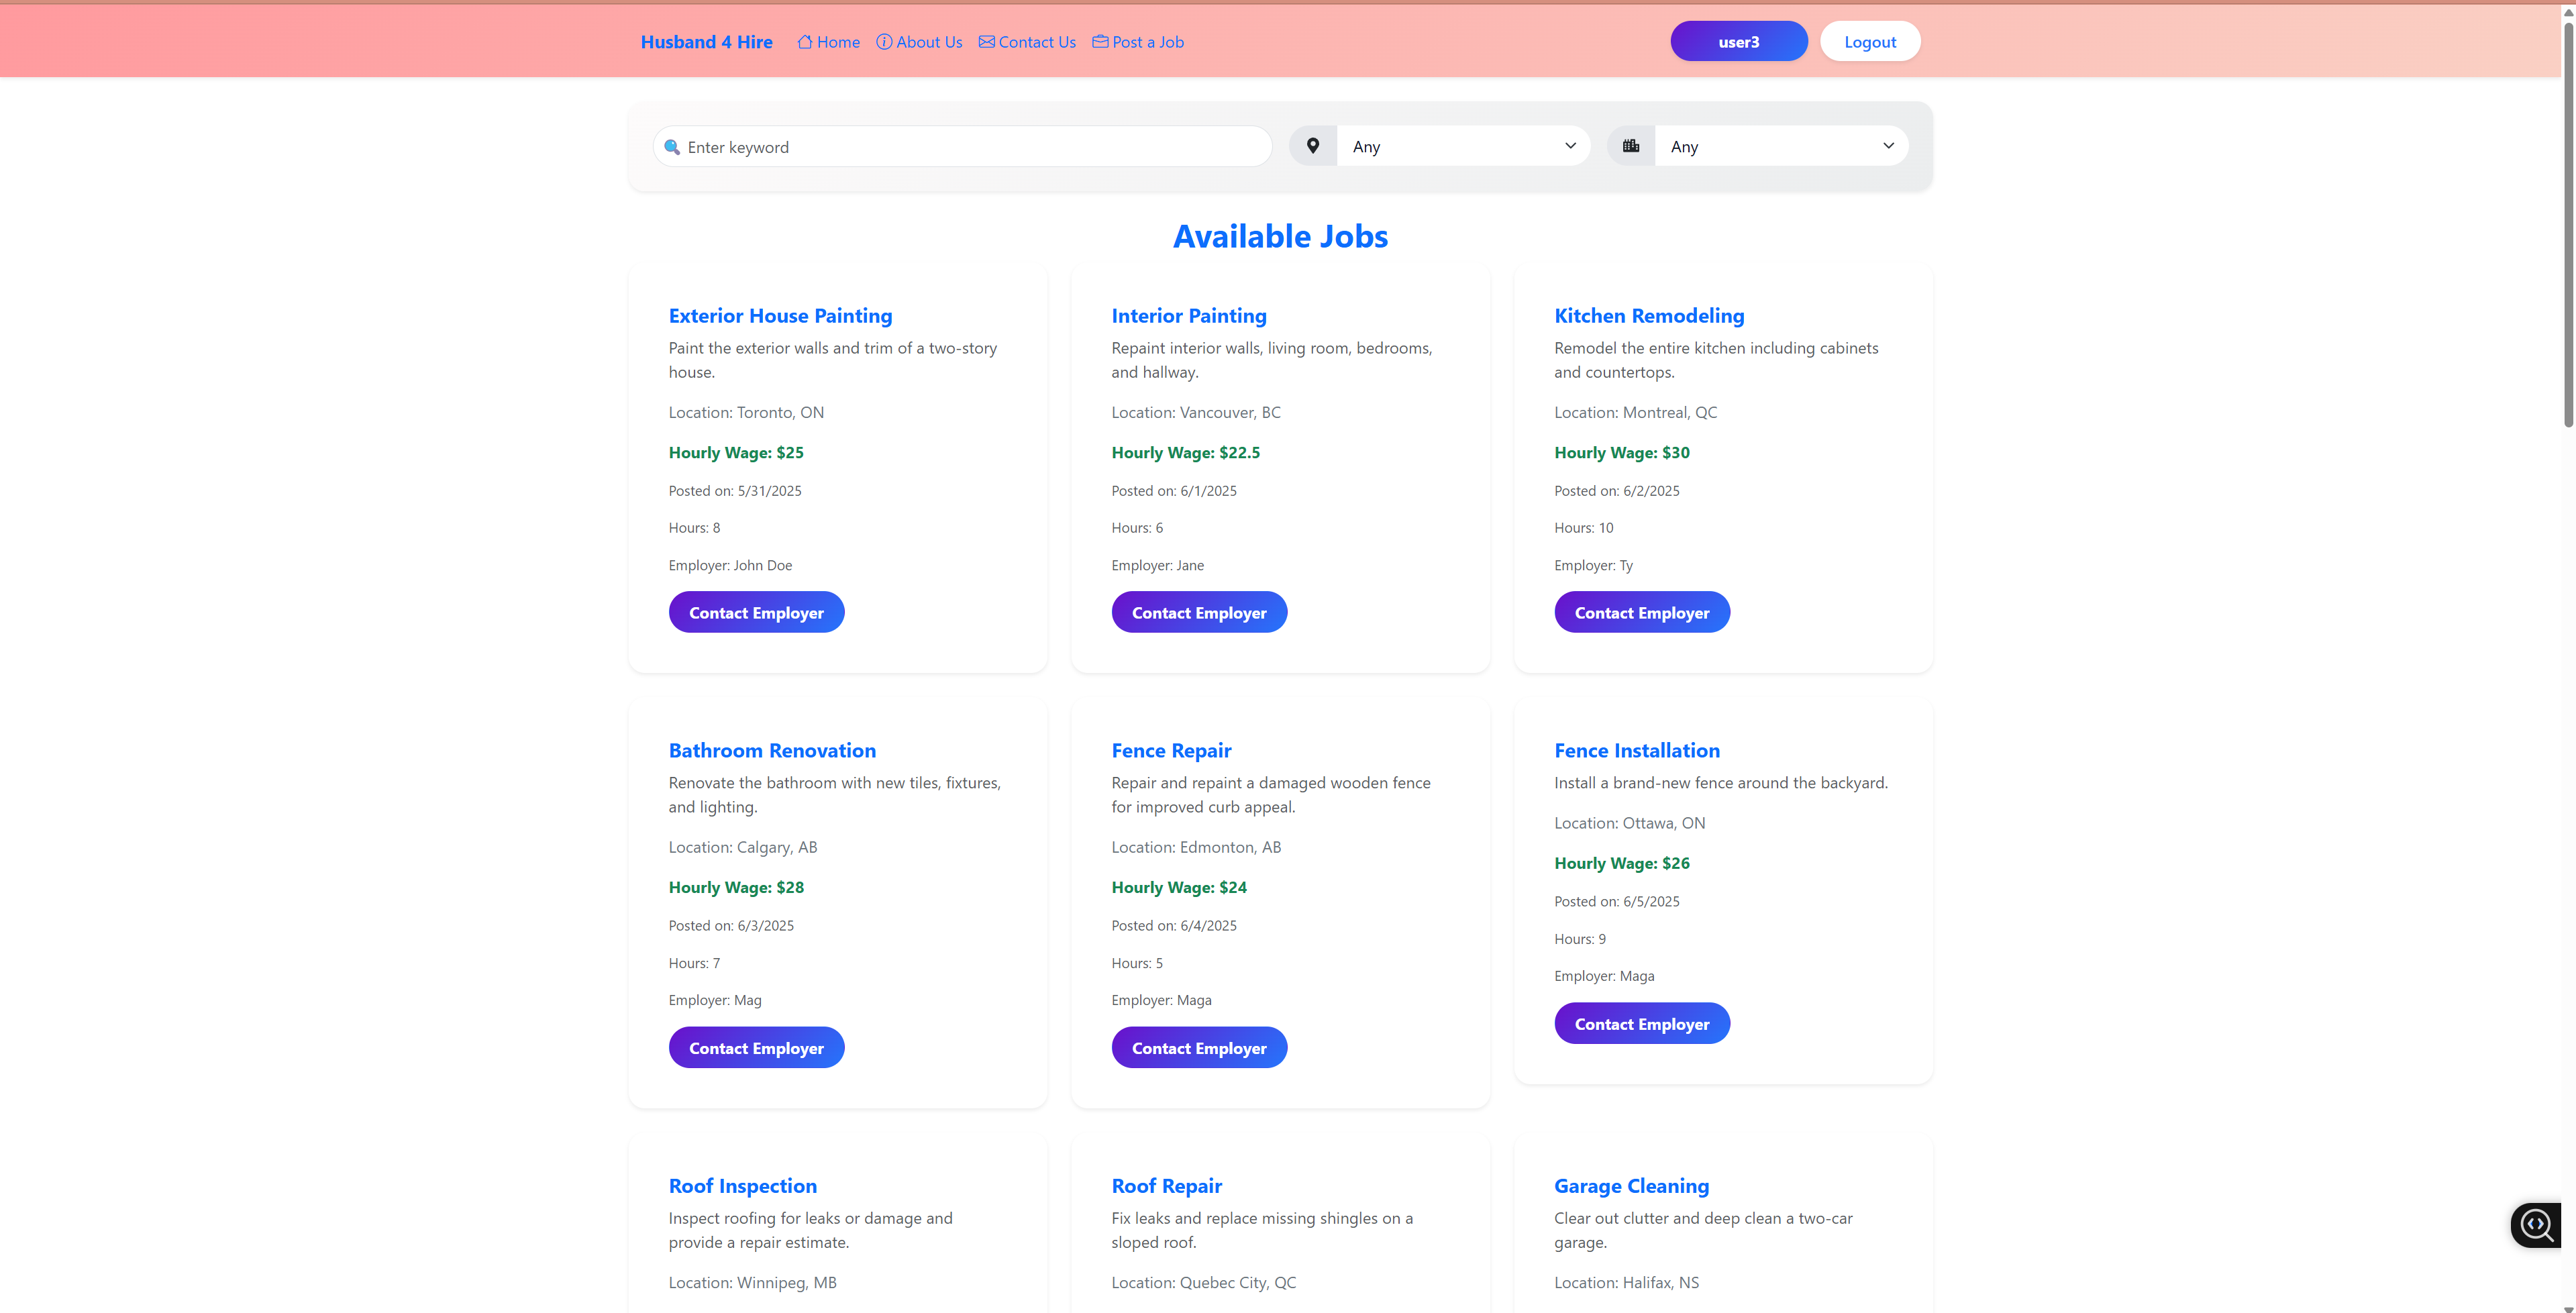 Husband 4 Hire
Home
About Us
Contact Us
Post a Job
user3
Logout
Enter keyword
Any
Any
Available Jobs
Exterior House Painting
Paint the exterior walls and trim of a two-story
house.
Location: Toronto, ON
Hourly Wage: $25
Posted on: 5/31/2025
Hours: 8
Employer: John Doe
Contact Employer
Interior Painting
Repaint interior walls, living room, bedrooms,
and hallway.
Location: Vancouver, BC
Hourly Wage: $22.5
Posted on: 6/1/2025
Hours: 6
Employer: Jane
Contact Employer
Kitchen Remodeling
Remodel the entire kitchen including cabinets
and countertops.
Location: Montreal, QC
Hourly Wage: $30
Posted on: 6/2/2025
Hours: 10
Employer: Ty
Contact Employer
Bathroom Renovation
Renovate the bathroom with new tiles, fixtures,
and lighting.
Location: Calgary, AB
Hourly Wage: $28
Posted on: 6/3/2025
Hours: 7
Employer: Mag
Contact Employer
Fence Repair
Repair and repaint a damaged wooden fence
for improved curb appeal.
Location: Edmonton, AB
Hourly Wage: $24
Posted on: 6/4/2025
Hours: 5
Employer: Maga
Contact Employer
Fence Installation
Install a brand-new fence around the backyard.
Location: Ottawa, ON
Hourly Wage: $26
Posted on: 6/5/2025
Hours: 9
Employer: Maga
Contact Employer
Roof Inspection
Inspect roofing for leaks or damage and
provide a repair estimate.
Location: Winnipeg, MB
Roof Repair
Fix leaks and replace missing shingles on a
sloped roof.
Location: Quebec City, QC
Garage Cleaning
Clear out clutter and deep clean a two-car
garage.
Location: Halifax, NS